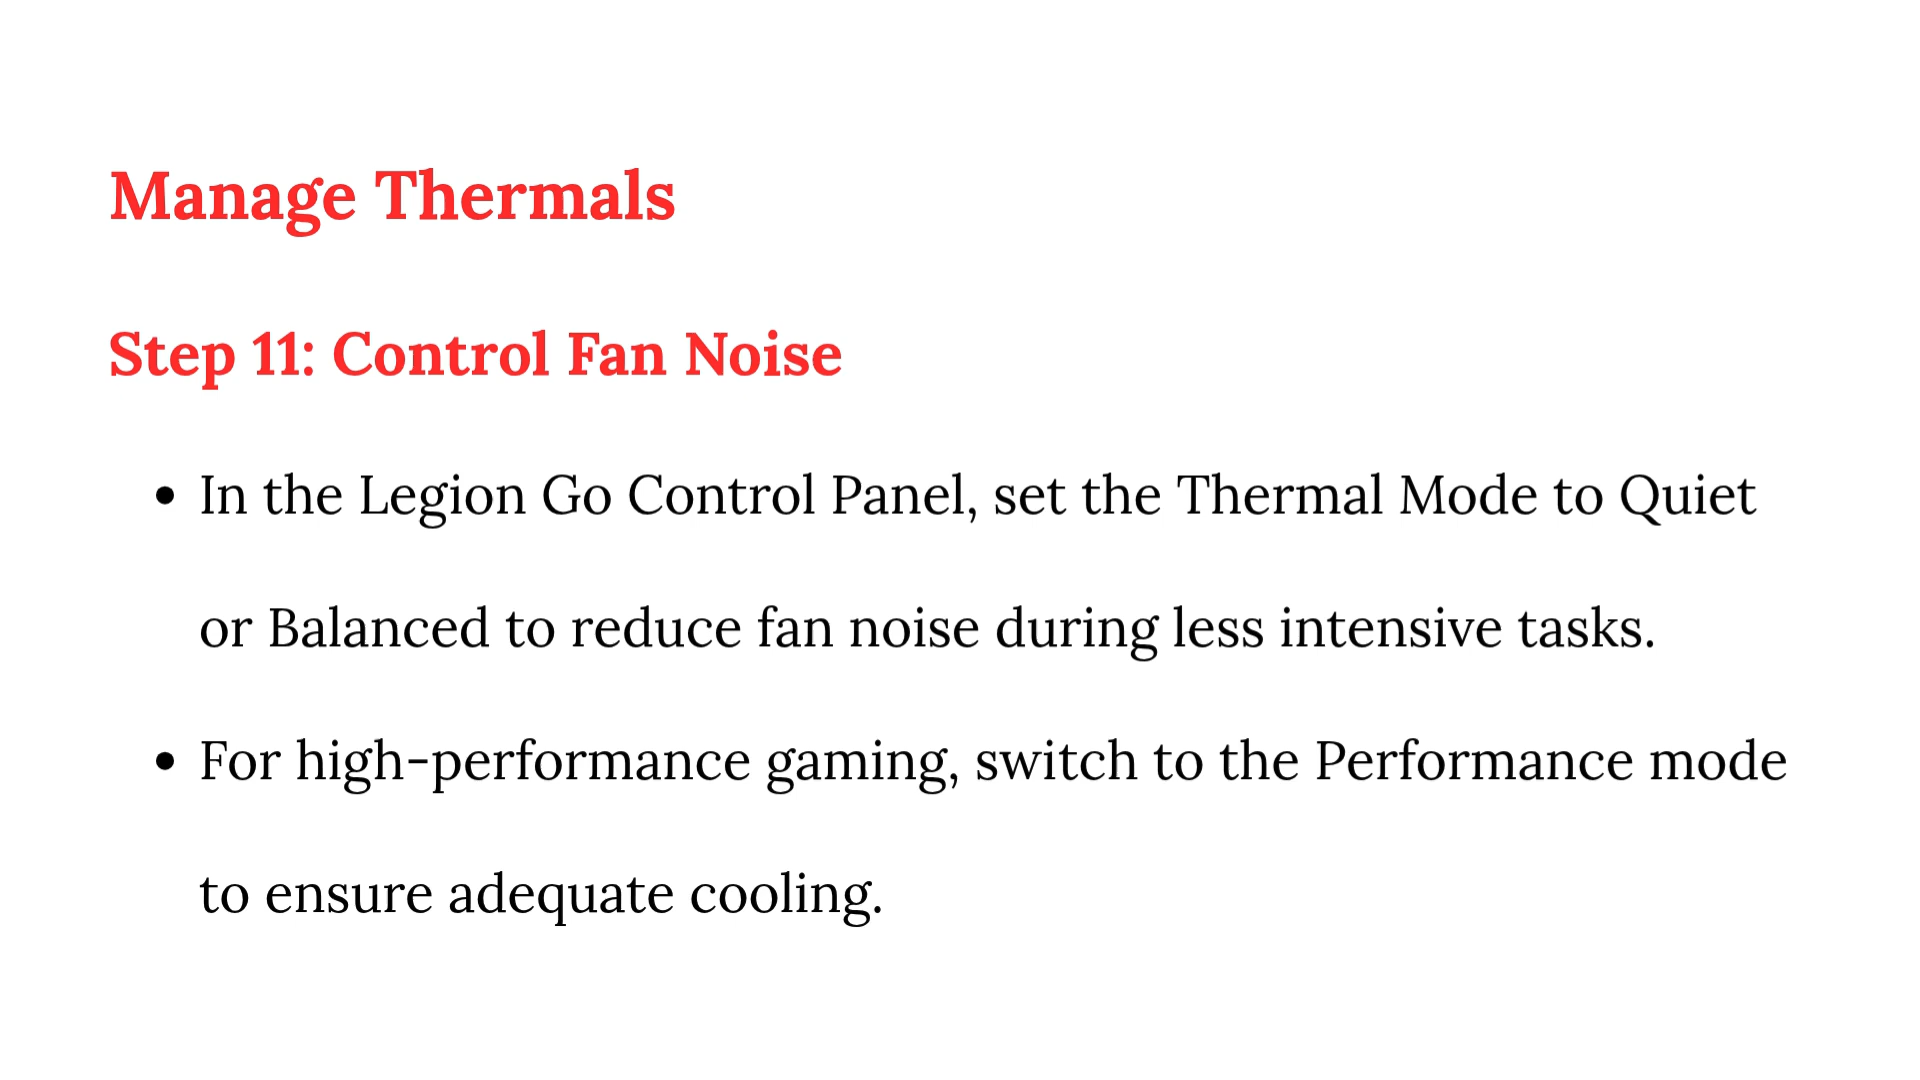 Manage Thermals
Step 11: Control Fan Noise
• In the Legion Go Control Panel, set the Thermal Mode to Quiet
or Balanced to reduce fan noise during less intensive tasks.
• For high-performance gaming, switch to the Performance mode
to ensure adequate cooling.